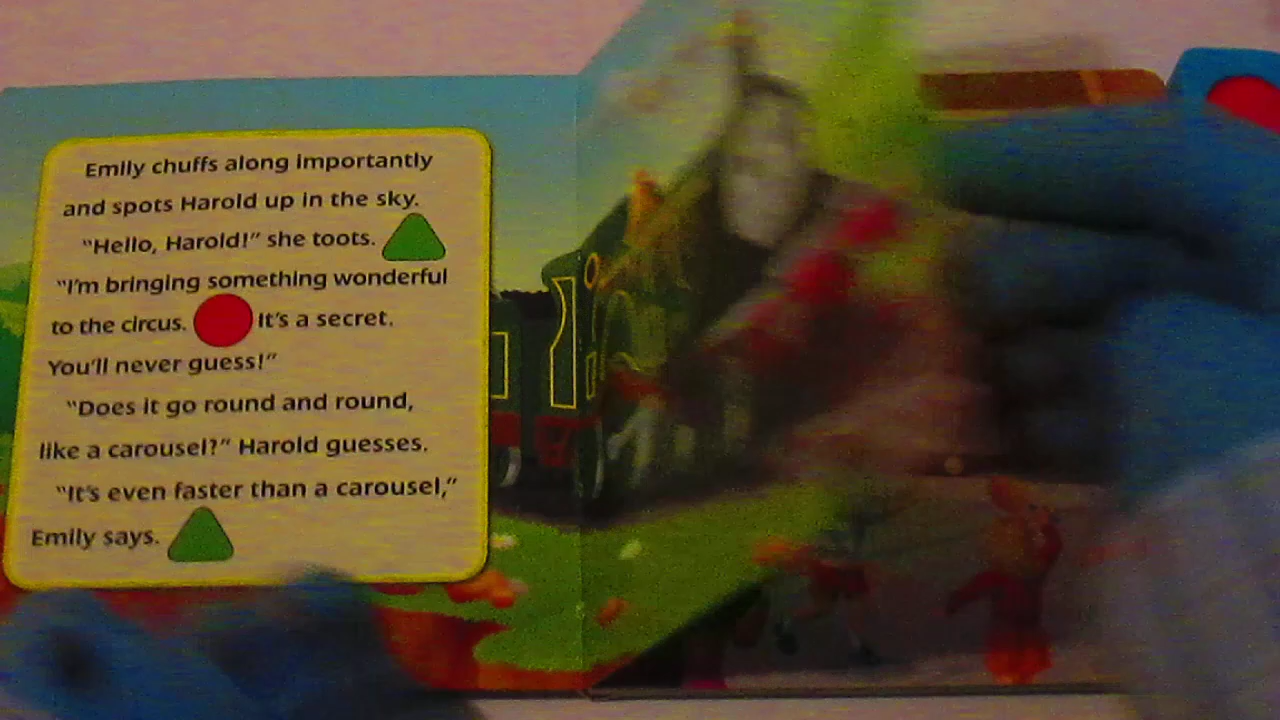 Emily chuffs along importantly
and spots Harold up in the sky.
“Hello, Harold!” she toots.
“I’m bringing something wonderful
to the circus. It’s a secret.
You’ll never guess!”
“Does it go round and round,
like a carousel?” Harold guesses.
“It’s even faster than a carousel,”
Emily says.